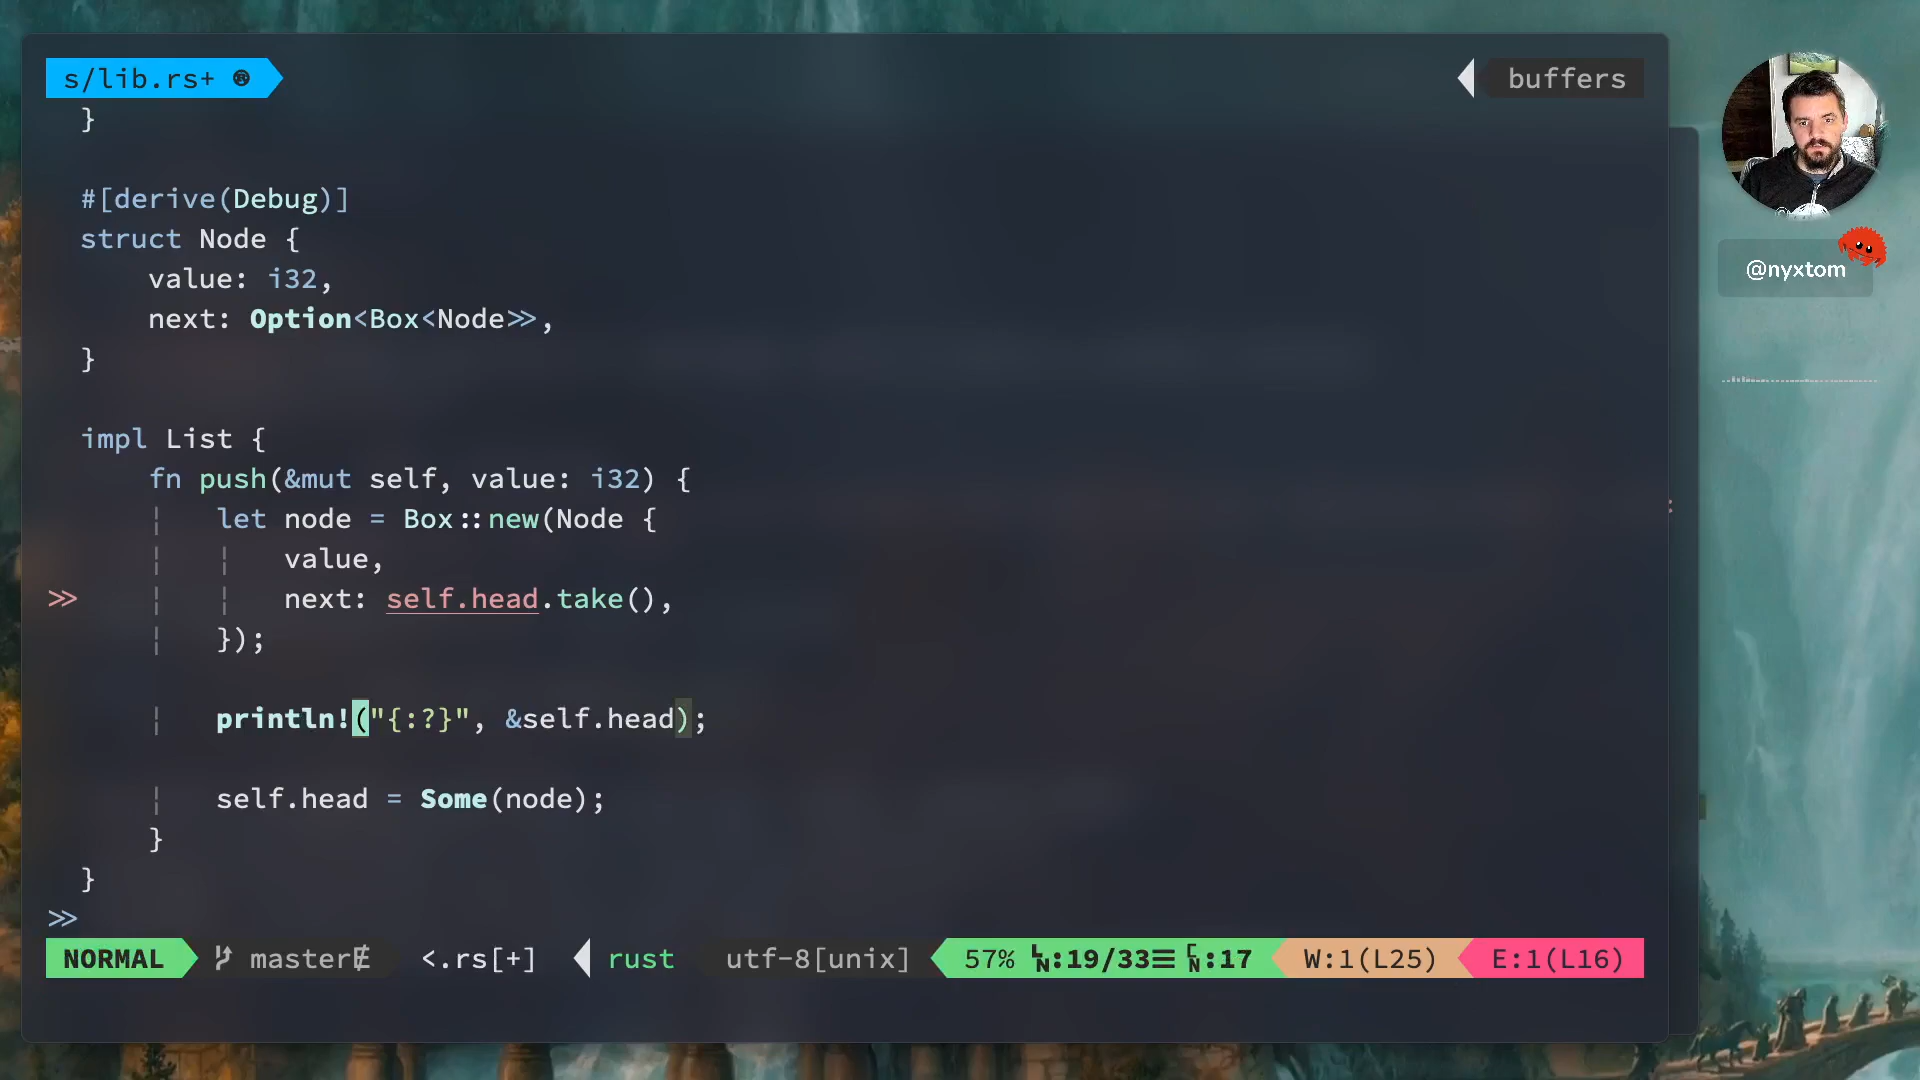 s/lib.rs+ ®
buffers
}
#[derive(Debug)]
struct Node {
value: i32,
next: Option<Box<Node>>,
}
impl List {
fn push(&mut self, value: i32) {
let node = Box::new(Node {
value,
>> next: self.head.take(),
});
println!("{:?}", &self.head);
self.head = Some(node);
}
}
>>
NORMAL master <.rs[+] rust utf-8[unix] 57% LN:19/33☰ CN:17 W:1(L25) E:1(L16)
@nyxtom